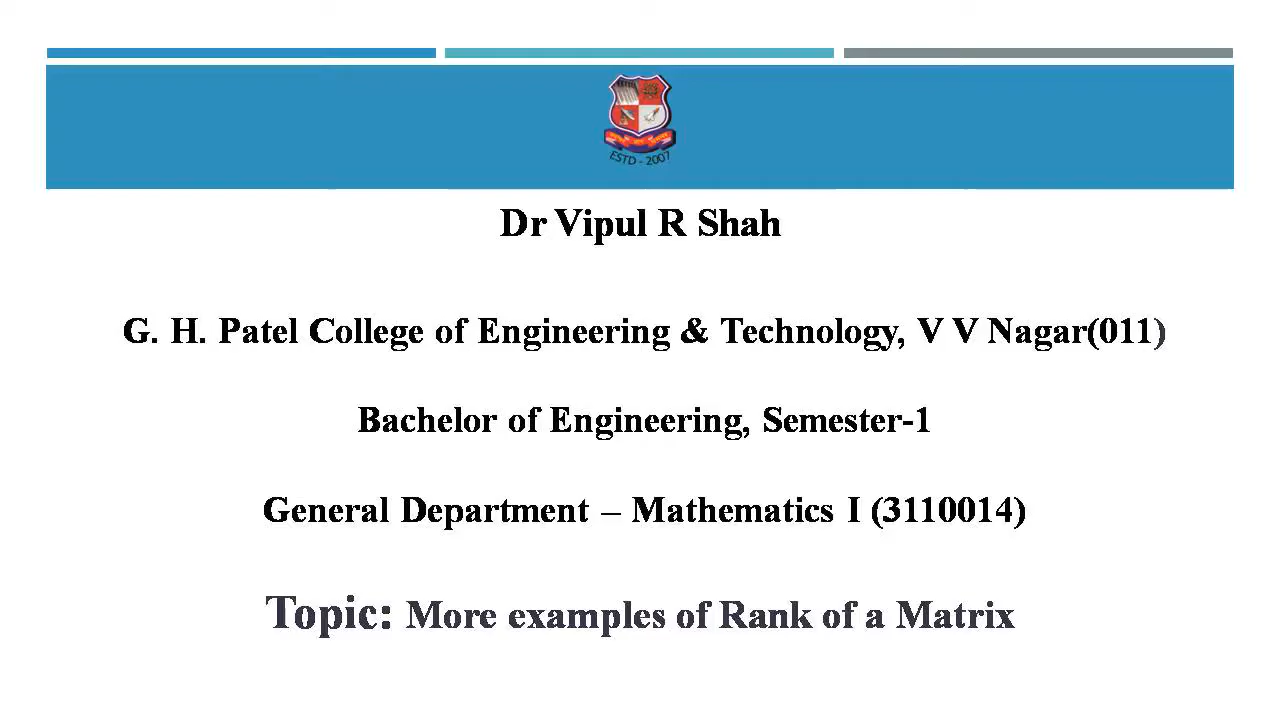 ESTD - 2007
Dr Vipul R Shah
G. H. Patel College of Engineering & Technology, V V Nagar(011)
Bachelor of Engineering, Semester-1
General Department – Mathematics I (3110014)
Topic: More examples of Rank of a Matrix